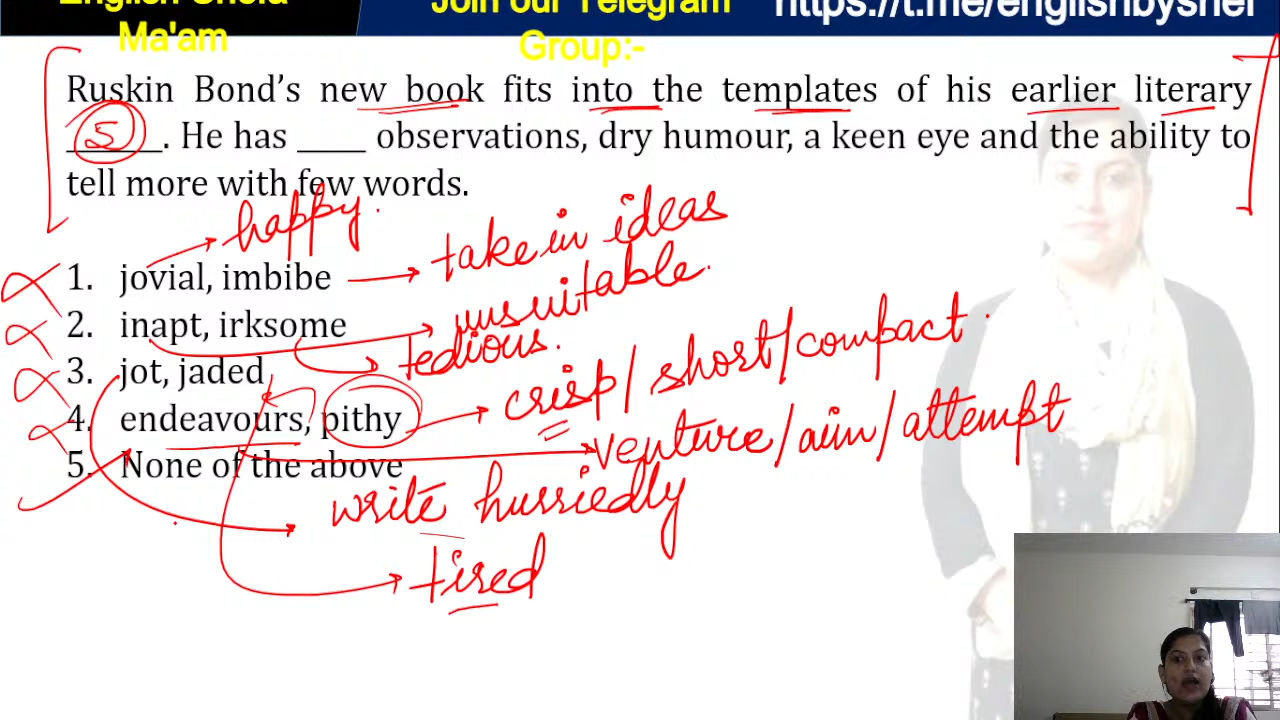 English Shefa
Ma'am
Join our Telegram
Group:-
https://t.me/englishbyshef
Ruskin Bond's new book fits into the templates of his earlier literary
______. He has ____ observations, dry humour, a keen eye and the ability to
5
tell more with few words.
happy.
take in ideas
1. jovial, imbibe
unsuitable.
2. inapt, irksome
tedious.
3. jot, jaded
crisp/ short/compact.
4. endeavours, pithy
venture/aim/attempt
5. None of the above
write hurriedly
tired